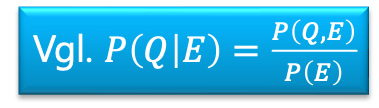 Vgl. P(Q|E) = P(Q,E) / P(E)